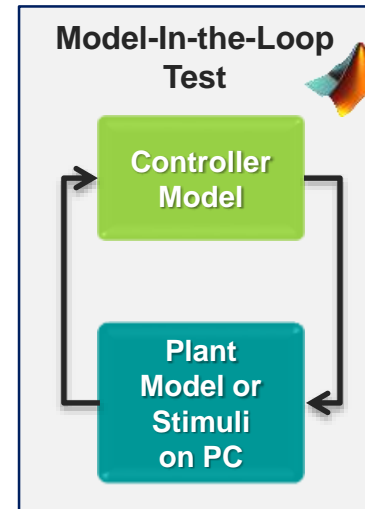 Model-In-the-Loop
Test
Controller
Model
Plant
Model or
Stimuli
on PC